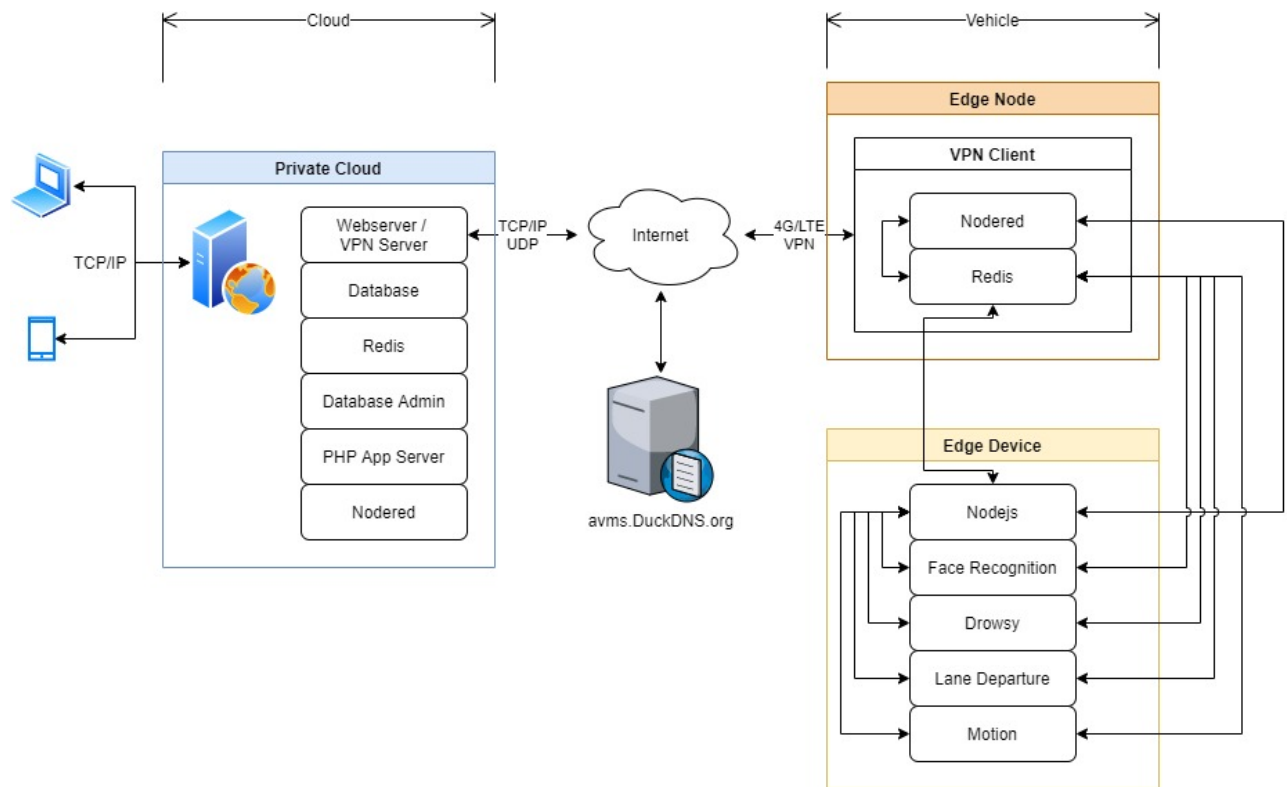 Cloud
Vehicle
Edge Node
VPN Client
Private Cloud
Webserver /
VPN Server
TCP/IP
UDP
Internet
4G/LTE
VPN
Nodered
TCP/IP
Database
Redis
Redis
Database Admin
PHP App Server
Nodered
avms.DuckDNS.org
Edge Device
Nodejs
Face Recognition
Drowsy
Lane Departure
Motion